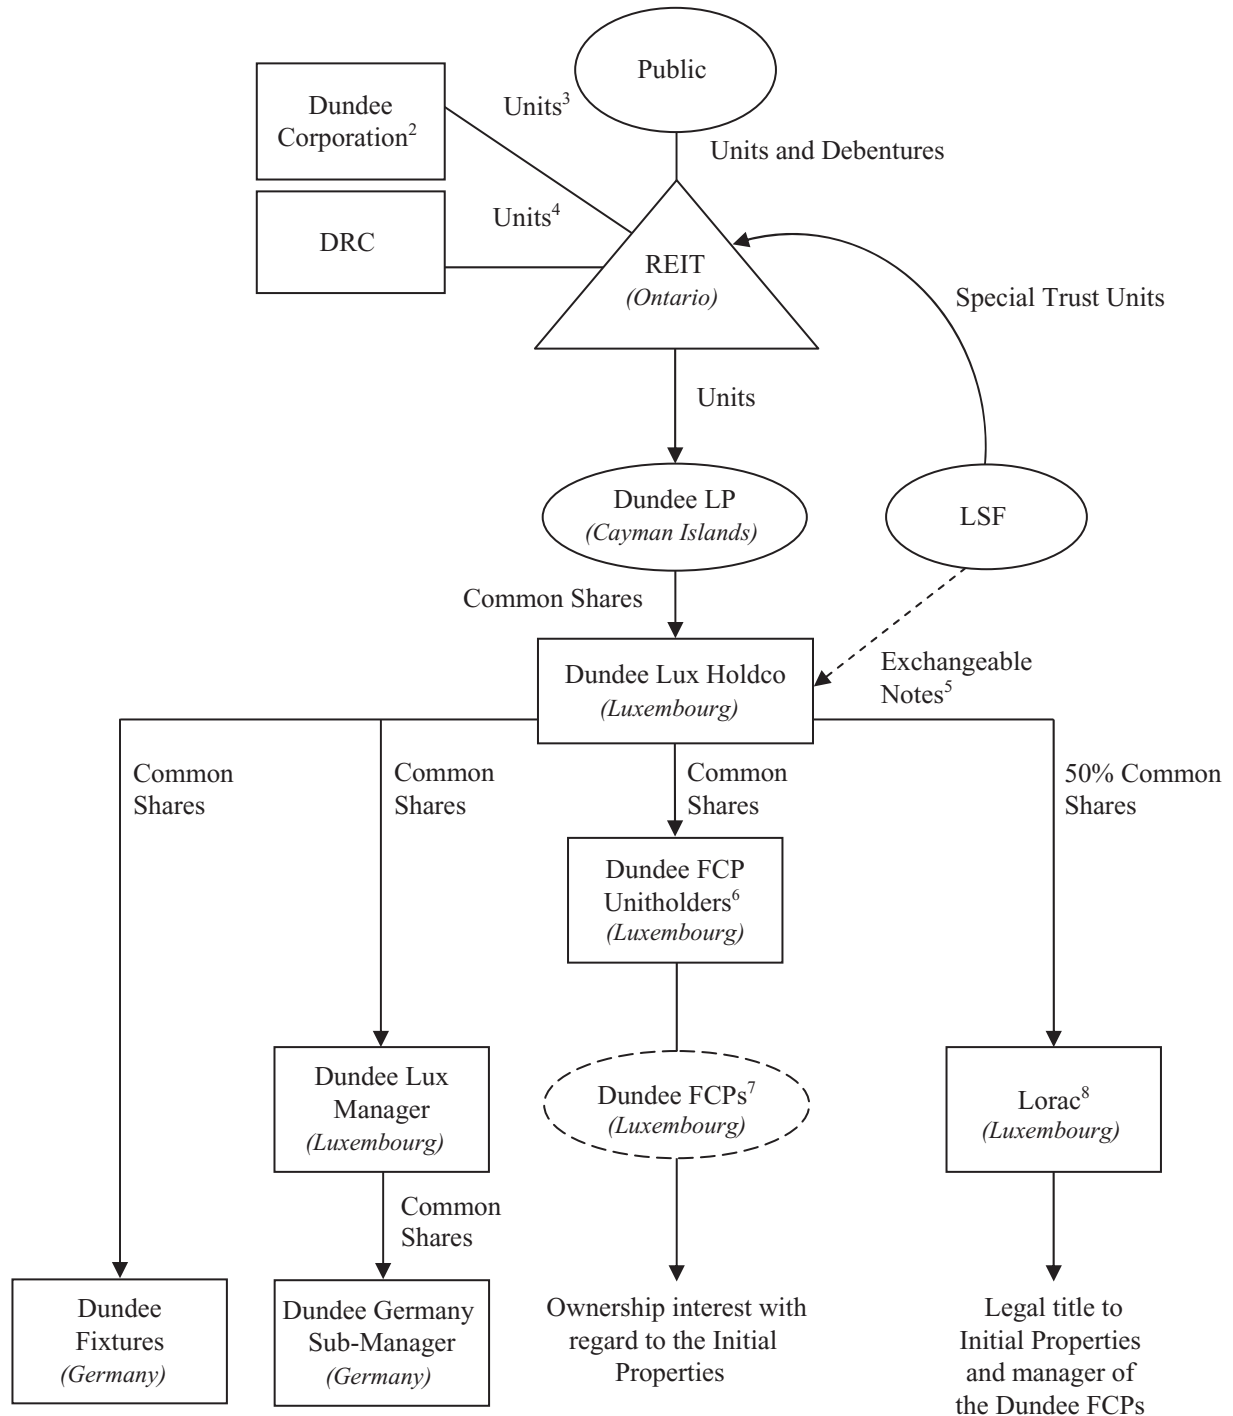 Public
Dundee
Corporation²
Units³
Units and Debentures
DRC
Units⁴
REIT
(Ontario)
Special Trust Units
Units
Dundee LP
(Cayman Islands)
LSF
Common Shares
Dundee Lux Holdco
(Luxembourg)
Exchangeable
Notes⁵
Common
Shares
Common
Shares
Common
Shares
50% Common
Shares
Dundee FCP
Unitholders⁶
(Luxembourg)
Dundee Lux
Manager
(Luxembourg)
Dundee FCPs⁷
(Luxembourg)
Lorac⁸
(Luxembourg)
Common
Shares
Dundee
Fixtures
(Germany)
Dundee Germany
Sub-Manager
(Germany)
Ownership interest with
regard to the Initial
Properties
Legal title to
Initial Properties
and manager of
the Dundee FCPs